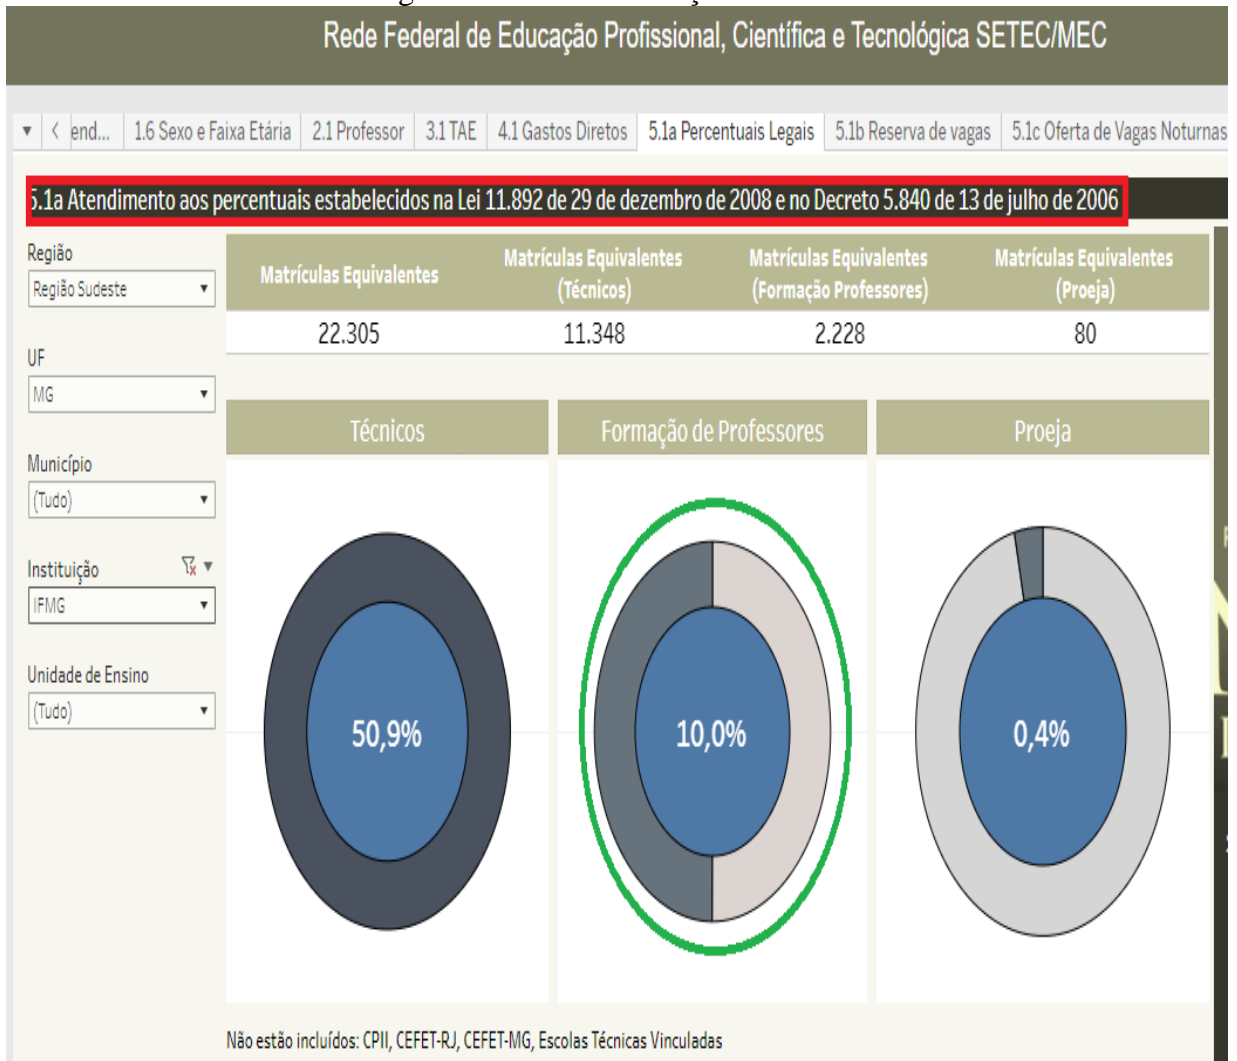 Rede Federal de Educação Profissional, Científica e Tecnológica SETEC/MEC
end... 1.6 Sexo e Faixa Etária 2.1 Professor 3.1 TAE 4.1 Gastos Diretos 5.1a Percentuais Legais 5.1b Reserva de vagas 5.1c Oferta de Vagas Noturnas
5.1a Atendimento aos percentuais estabelecidos na Lei 11.892 de 29 de dezembro de 2008 e no Decreto 5.840 de 13 de julho de 2006
Região
Região Sudeste
UF
MG
Município
(Tudo)
Instituição
IFMG
Unidade de Ensino
(Tudo)
Matrículas Equivalentes
Matrículas Equivalentes
(Técnicos)
Matrículas Equivalentes
(Formação Professores)
Matrículas Equivalentes
(Proeja)
22.305 11.348 2.228 80
Técnicos Formação de Professores Proeja
50,9% 10,0% 0,4%
Não estão incluídos: CPII, CEFET-RJ, CEFET-MG, Escolas Técnicas Vinculadas